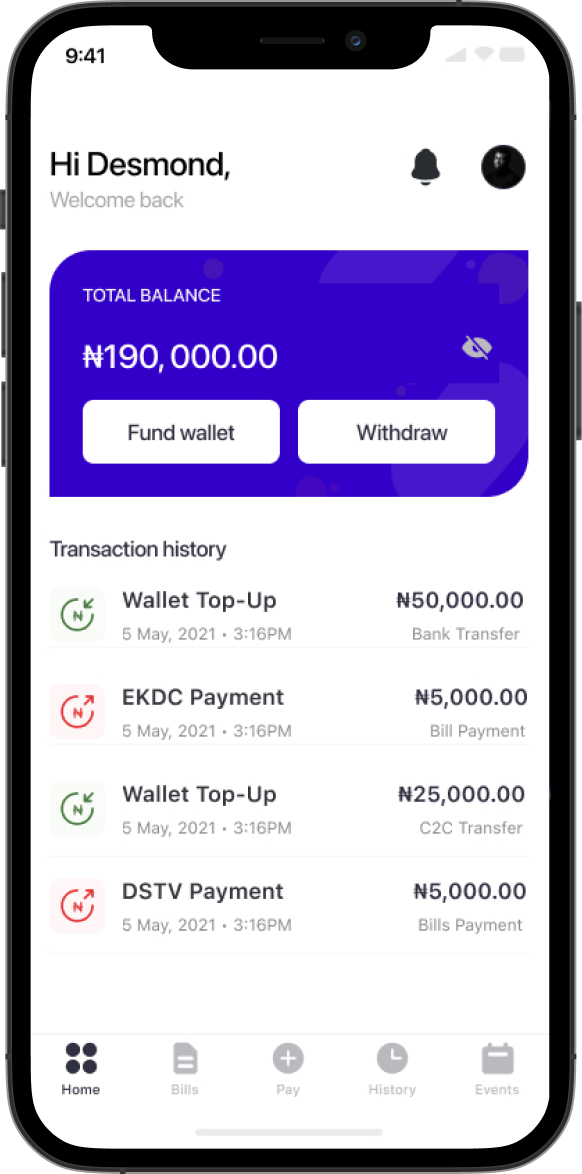 9:41
Hi Desmond,
Welcome back
TOTAL BALANCE
₦190, 000.00
Fund wallet
Withdraw
Transaction history
Wallet Top-Up ₦50,000.00
5 May, 2021 • 3:16PM Bank Transfer
EKDC Payment ₦5,000.00
5 May, 2021 • 3:16PM Bill Payment
Wallet Top-Up ₦25,000.00
5 May, 2021 • 3:16PM C2C Transfer
DSTV Payment ₦5,000.00
5 May, 2021 • 3:16PM Bills Payment
Home Bills Pay History Events